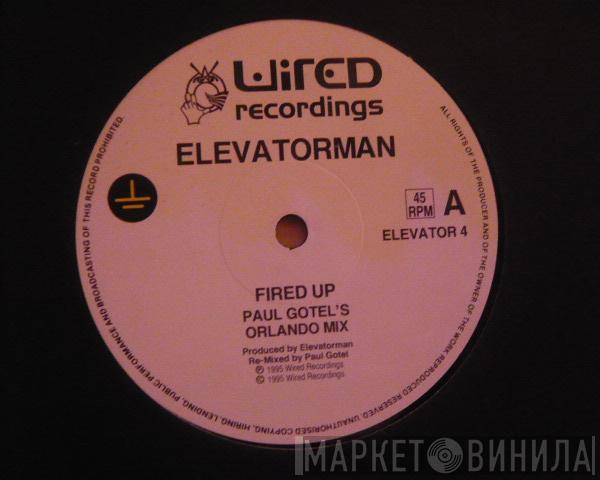 WiRED
recordings
ELEVATORMAN
45
RPM
A
ELEVATOR 4
FIRED UP
PAUL GOTEL'S
ORLANDO MIX
Produced by Elevatorman
Re-Mixed by Paul Gotel
℗ 1995 Wired Recordings
© 1995 Wired Recordings
ALL RIGHTS OF THE PRODUCER AND OF THE OWNER OF THE WORK REPRODUCED RESERVED. UNAUTHORISED COPYING, HIRING, LENDING, PUBLIC PERFORMANCE AND BROADCASTING OF THIS RECORD PROHIBITED.
МАРКЕТ ВИНИЛА